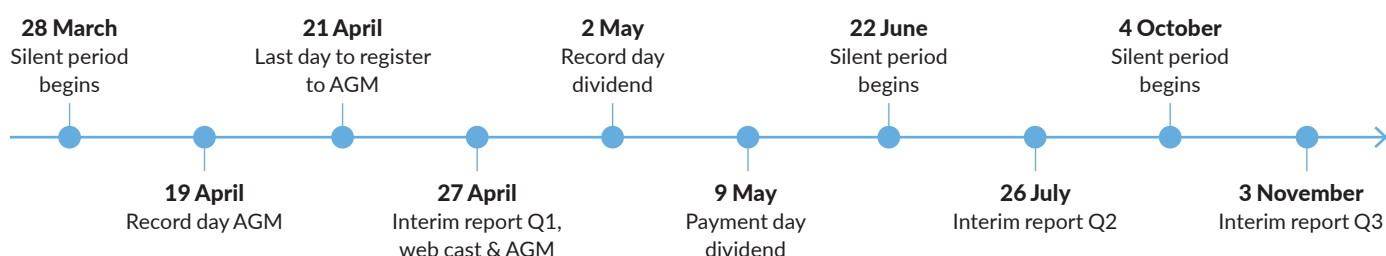 28 March
Silent period
begins
19 April
Record day AGM
21 April
Last day to register
to AGM
27 April
Interim report Q1,
web cast & AGM
2 May
Record day
dividend
9 May
Payment day
dividend
22 June
Silent period
begins
26 July
Interim report Q2
4 October
Silent period
begins
3 November
Interim report Q3